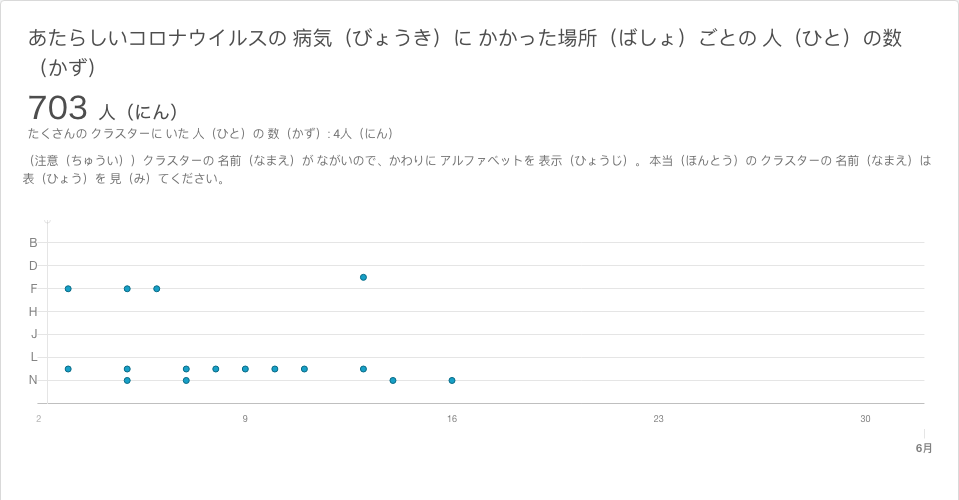 あたらしいコロナウイルスの 病気（びょうき）に かかった場所（ばしょ）ごとの 人（ひと）の数
（かず）
703 人（にん）
たくさんの クラスターに いた 人（ひと）の 数（かず）: 4人（にん）
（注意（ちゅうい））クラスターの 名前（なまえ）が ながいので、かわりに アルファベットを 表示（ひょうじ）。 本当（ほんとう）の クラスターの 名前（なまえ）は
表（ひょう）を 見（み）てください。
B
D
F
H
J
L
N
2 9 16 23 30
6月